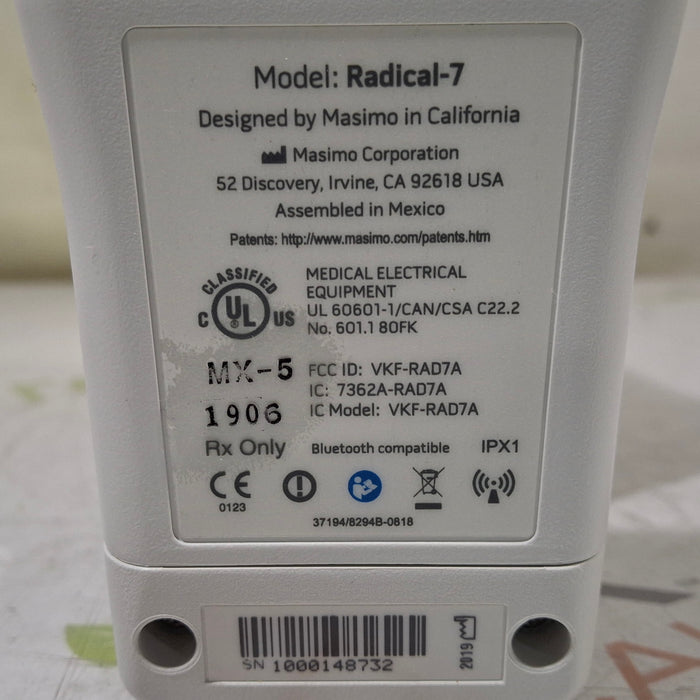 Model: Radical-7
Designed by Masimo in California
Masimo Corporation
52 Discovery, Irvine, CA 92618 USA
Assembled in Mexico
Patents: http://www.masimo.com/patents.htm
CLASSIFIED
C UL® US
MEDICAL ELECTRICAL
EQUIPMENT
UL 60601-1/CAN/CSA C22.2
No. 601.1 80FK
MX-5
FCC ID: VKF-RAD7A
IC: 7362A-RAD7A
1906
IC Model: VKF-RAD7A
Rx Only
Bluetooth compatible
IPX1
CE
0123
37194/8294B-0818
SN 1000148732
2019